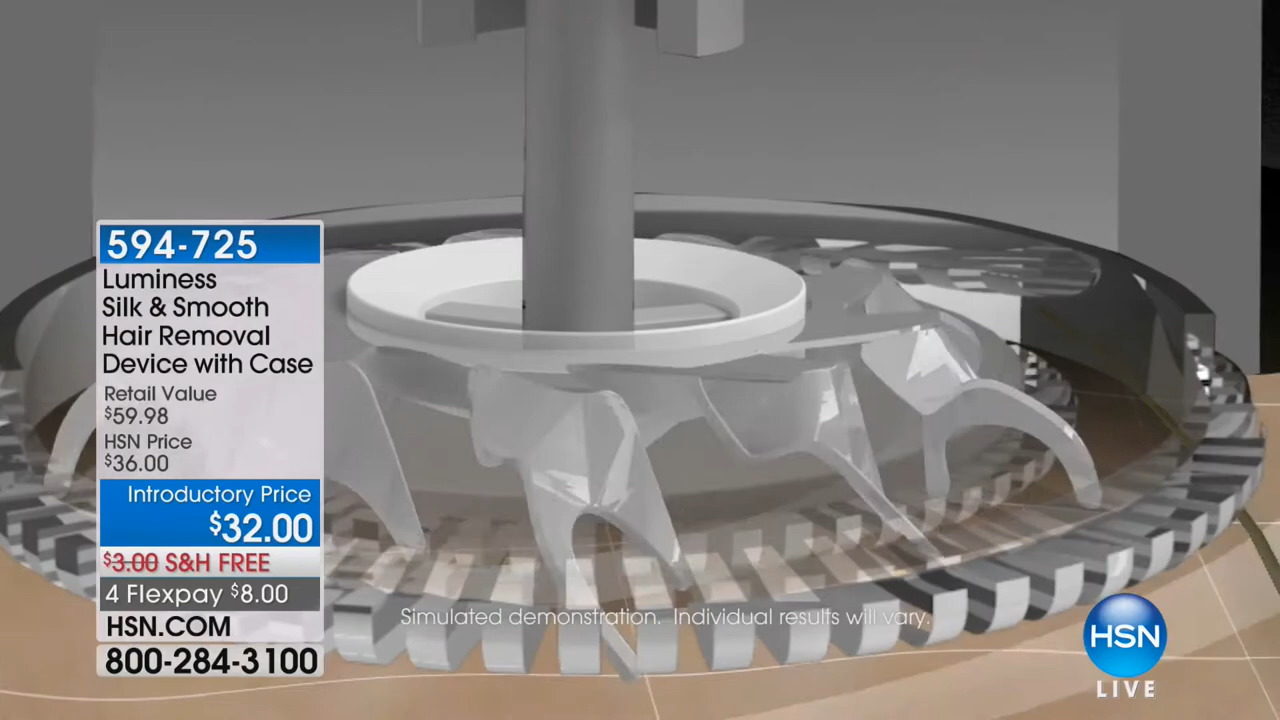 594-725
Luminess
Silk & Smooth
Hair Removal
Device with Case
Retail Value
$59.98
HSN Price
$36.00
Introductory Price
$32.00
$3.00 S&H FREE
4 Flexpay $8.00
HSN.COM
800-284-3100
Simulated demonstration. Individual results will vary.
HSN
LIVE